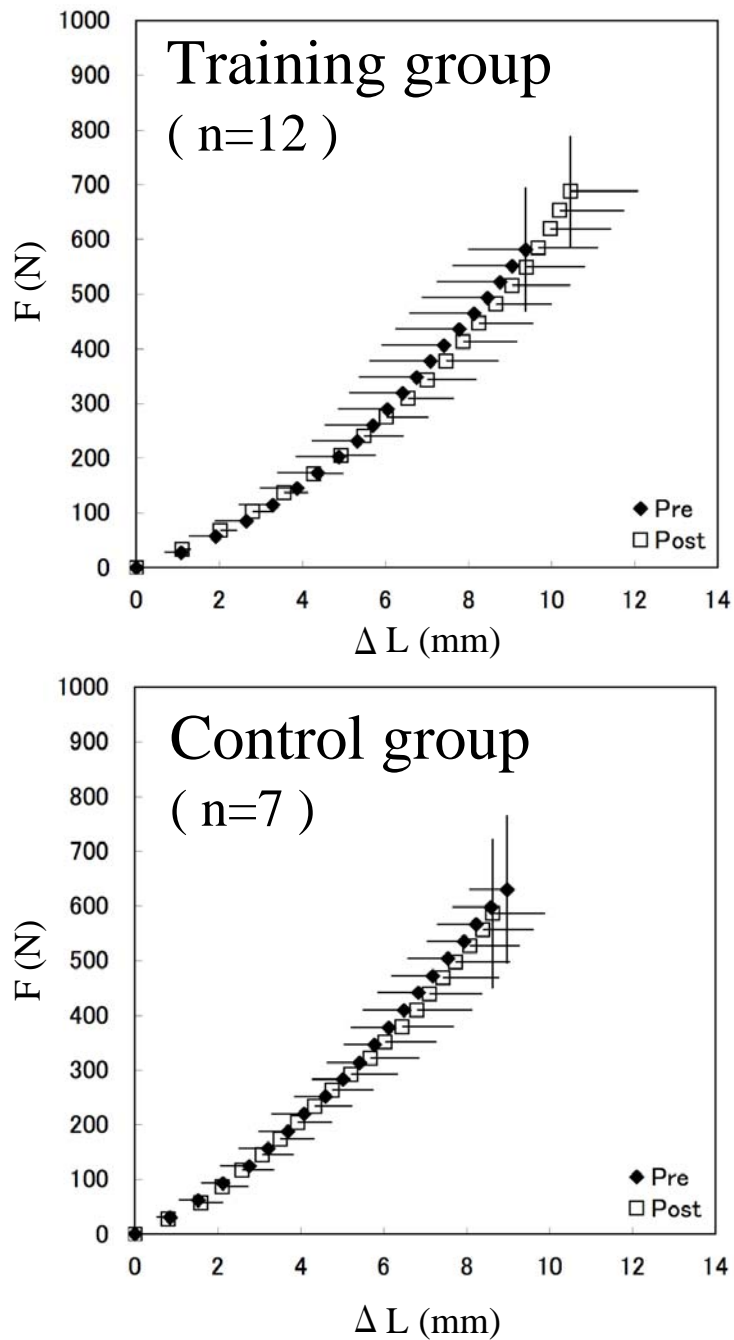 1000
900
800
700
600
500
400
300
200
100
0
F (N)
Training group
( n=12 )
Pre
Post
0 2 4 6 8 10 12 14
Δ L (mm)
1000
900
800
700
600
500
400
300
200
100
0
F (N)
Control group
( n=7 )
Pre
Post
0 2 4 6 8 10 12 14
Δ L (mm)